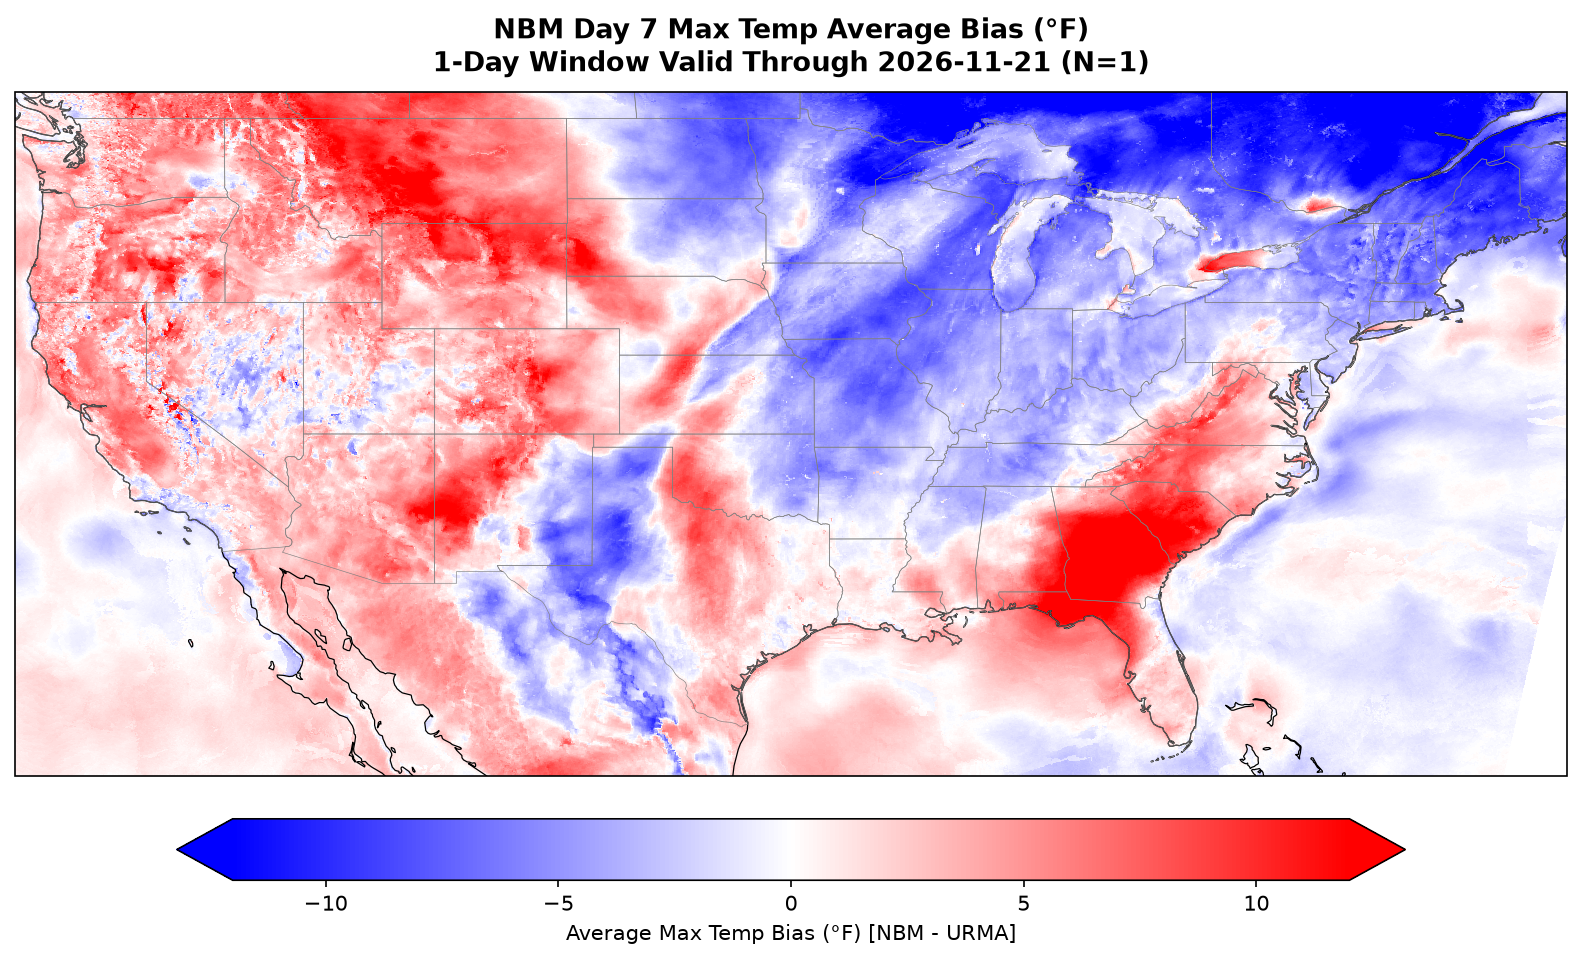 NBM Day 7 Max Temp Average Bias (°F)
1-Day Window Valid Through 2026-11-21 (N=1)
−10 −5 0 5 10
Average Max Temp Bias (°F) [NBM - URMA]